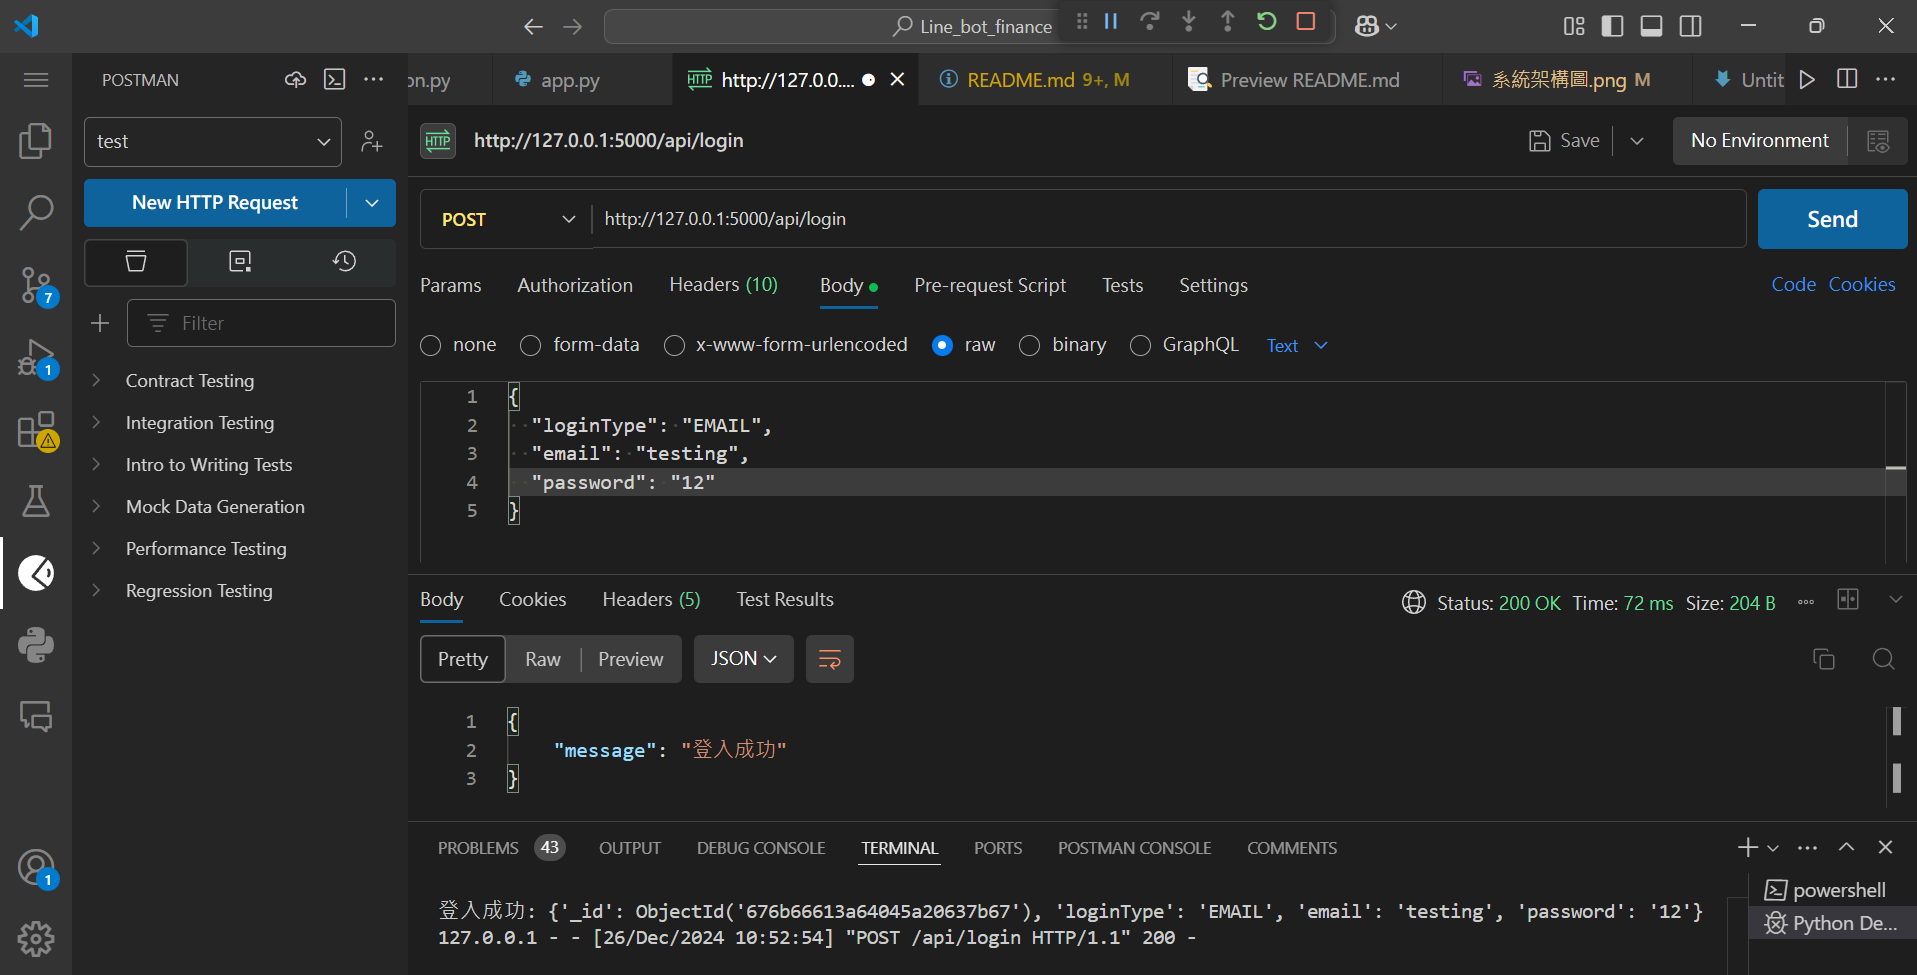 Line_bot_finance
POSTMAN
on.py
app.py
HTTP http://127.0.0....
README.md 9+, M
Preview README.md
系統架構圖.png M
Untit
test
HTTP http://127.0.0.1:5000/api/login
Save
No Environment
New HTTP Request
POST
http://127.0.0.1:5000/api/login
Send
Params
Authorization
Headers (10)
Body
Pre-request Script
Tests
Settings
Code
Cookies
7
Filter
none
form-data
x-www-form-urlencoded
raw
binary
GraphQL
Text
1
Contract Testing
Integration Testing
Intro to Writing Tests
Mock Data Generation
Performance Testing
Regression Testing
1 {
2 "loginType": "EMAIL",
3 "email": "testing",
4 "password": "12"
5 }
Body
Cookies
Headers (5)
Test Results
Status: 200 OK Time: 72 ms Size: 204 B
Pretty
Raw
Preview
JSON
1 {
2 "message": "登入成功"
3 }
PROBLEMS 43
OUTPUT
DEBUG CONSOLE
TERMINAL
PORTS
POSTMAN CONSOLE
COMMENTS
1
登入成功: {'_id': ObjectId('676b66613a64045a20637b67'), 'loginType': 'EMAIL', 'email': 'testing', 'password': '12'}
127.0.0.1 - - [26/Dec/2024 10:52:54] "POST /api/login HTTP/1.1" 200 -
powershell
Python De...